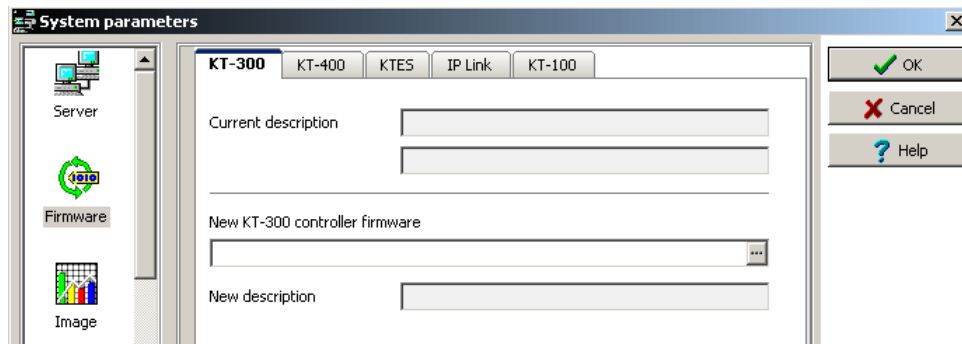 System parameters
Server
Firmware
Image
KT-300 KT-400 KTES IP Link KT-100
Current description
New KT-300 controller firmware
...
New description
OK
Cancel
Help